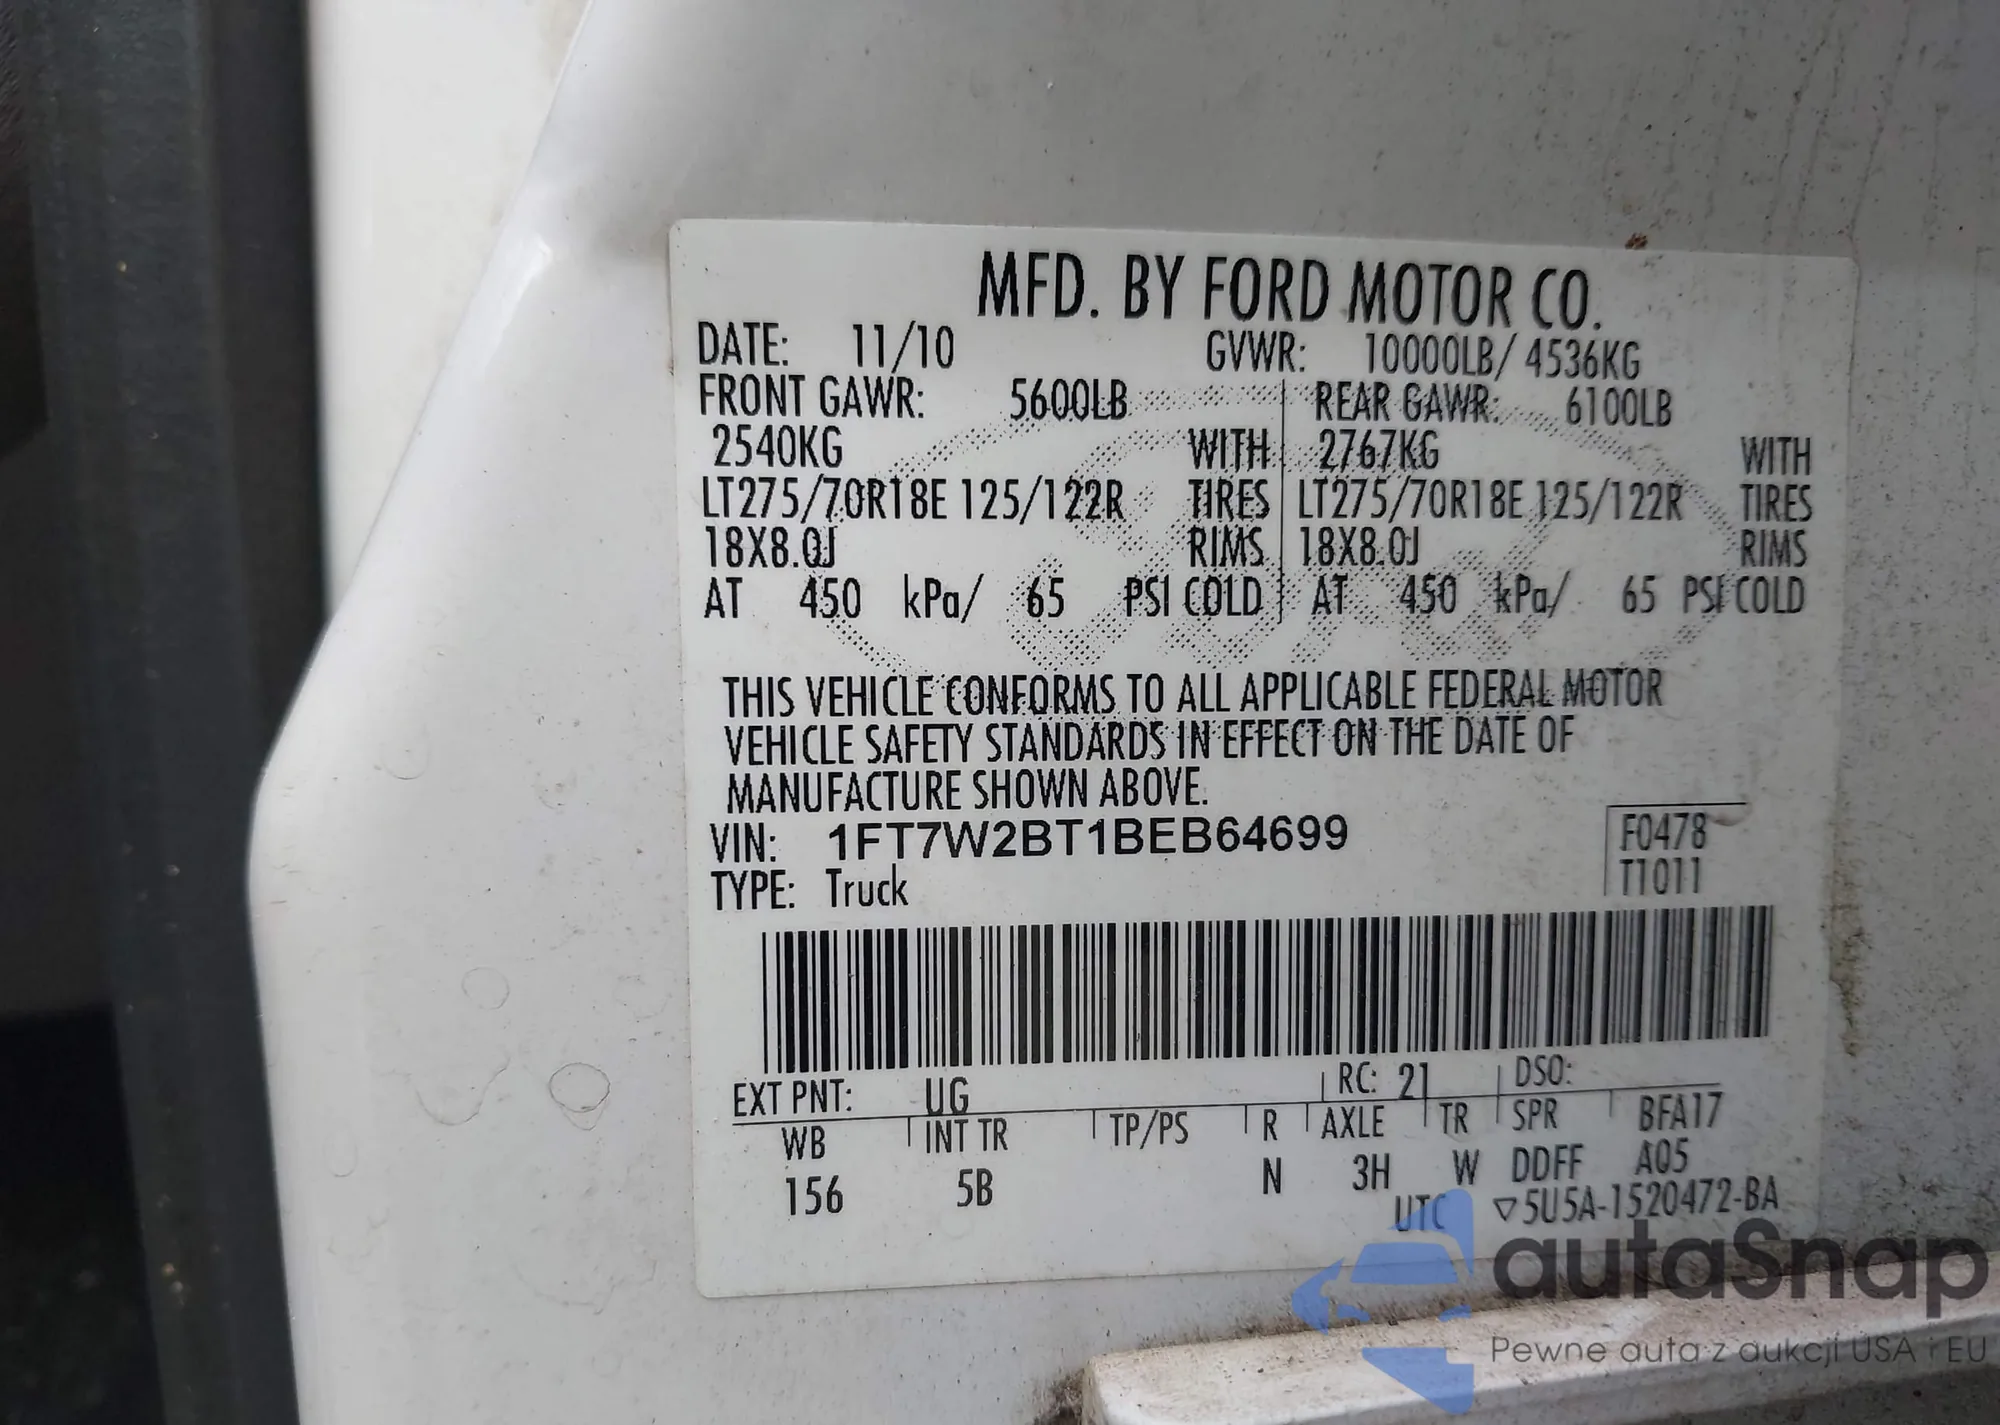 MFD. BY FORD MOTOR CO.
DATE: 11/10 GVWR: 10000LB/ 4536KG
FRONT GAWR: 5600LB REAR GAWR: 6100LB
2540KG WITH 2767KG WITH
LT275/70R18E 125/122R TIRES LT275/70R18E 125/122R TIRES
18X8.0J RIMS 18X8.0J RIMS
AT 450 kPa/ 65 PSI COLD AT 450 kPa/ 65 PSI COLD
THIS VEHICLE CONFORMS TO ALL APPLICABLE FEDERAL MOTOR
VEHICLE SAFETY STANDARDS IN EFFECT ON THE DATE OF
MANUFACTURE SHOWN ABOVE.
VIN: 1FT7W2BT1BEB64699 F0478
TYPE: Truck T1011
EXT PNT: UG RC: 21 DSO:
WB INT TR TP/PS R AXLE TR SPR BFA17
156 5B N 3H W DDFF A05
UTC ▽5U5A-1520472-BA
autaSnap
Pewne auta z aukcji USA i EU